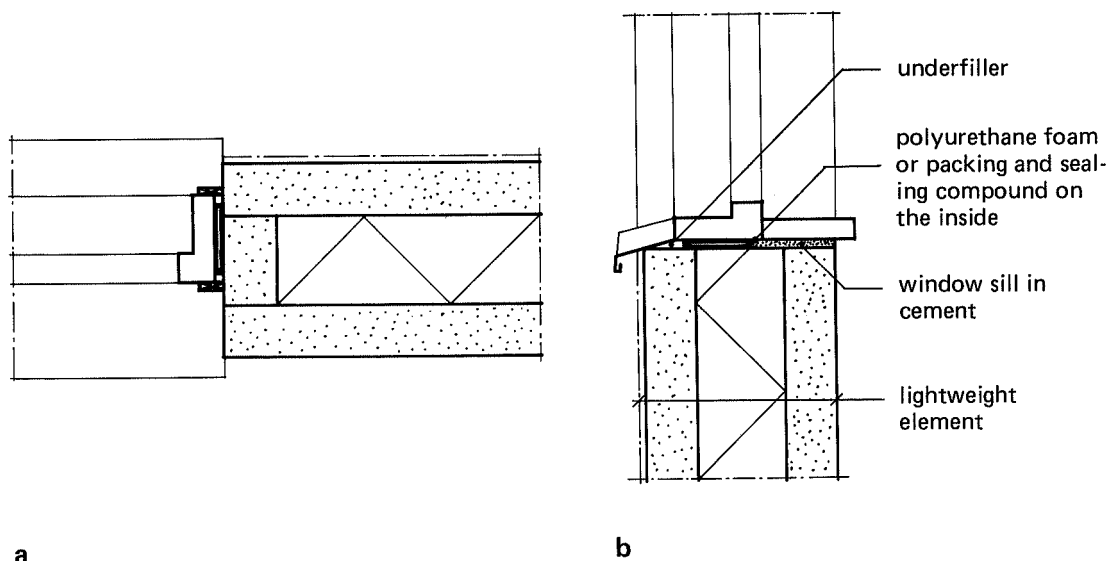 underfiller
polyurethane foam
or packing and seal-
ing compound on
the inside
window sill in
cement
lightweight
element
a
b